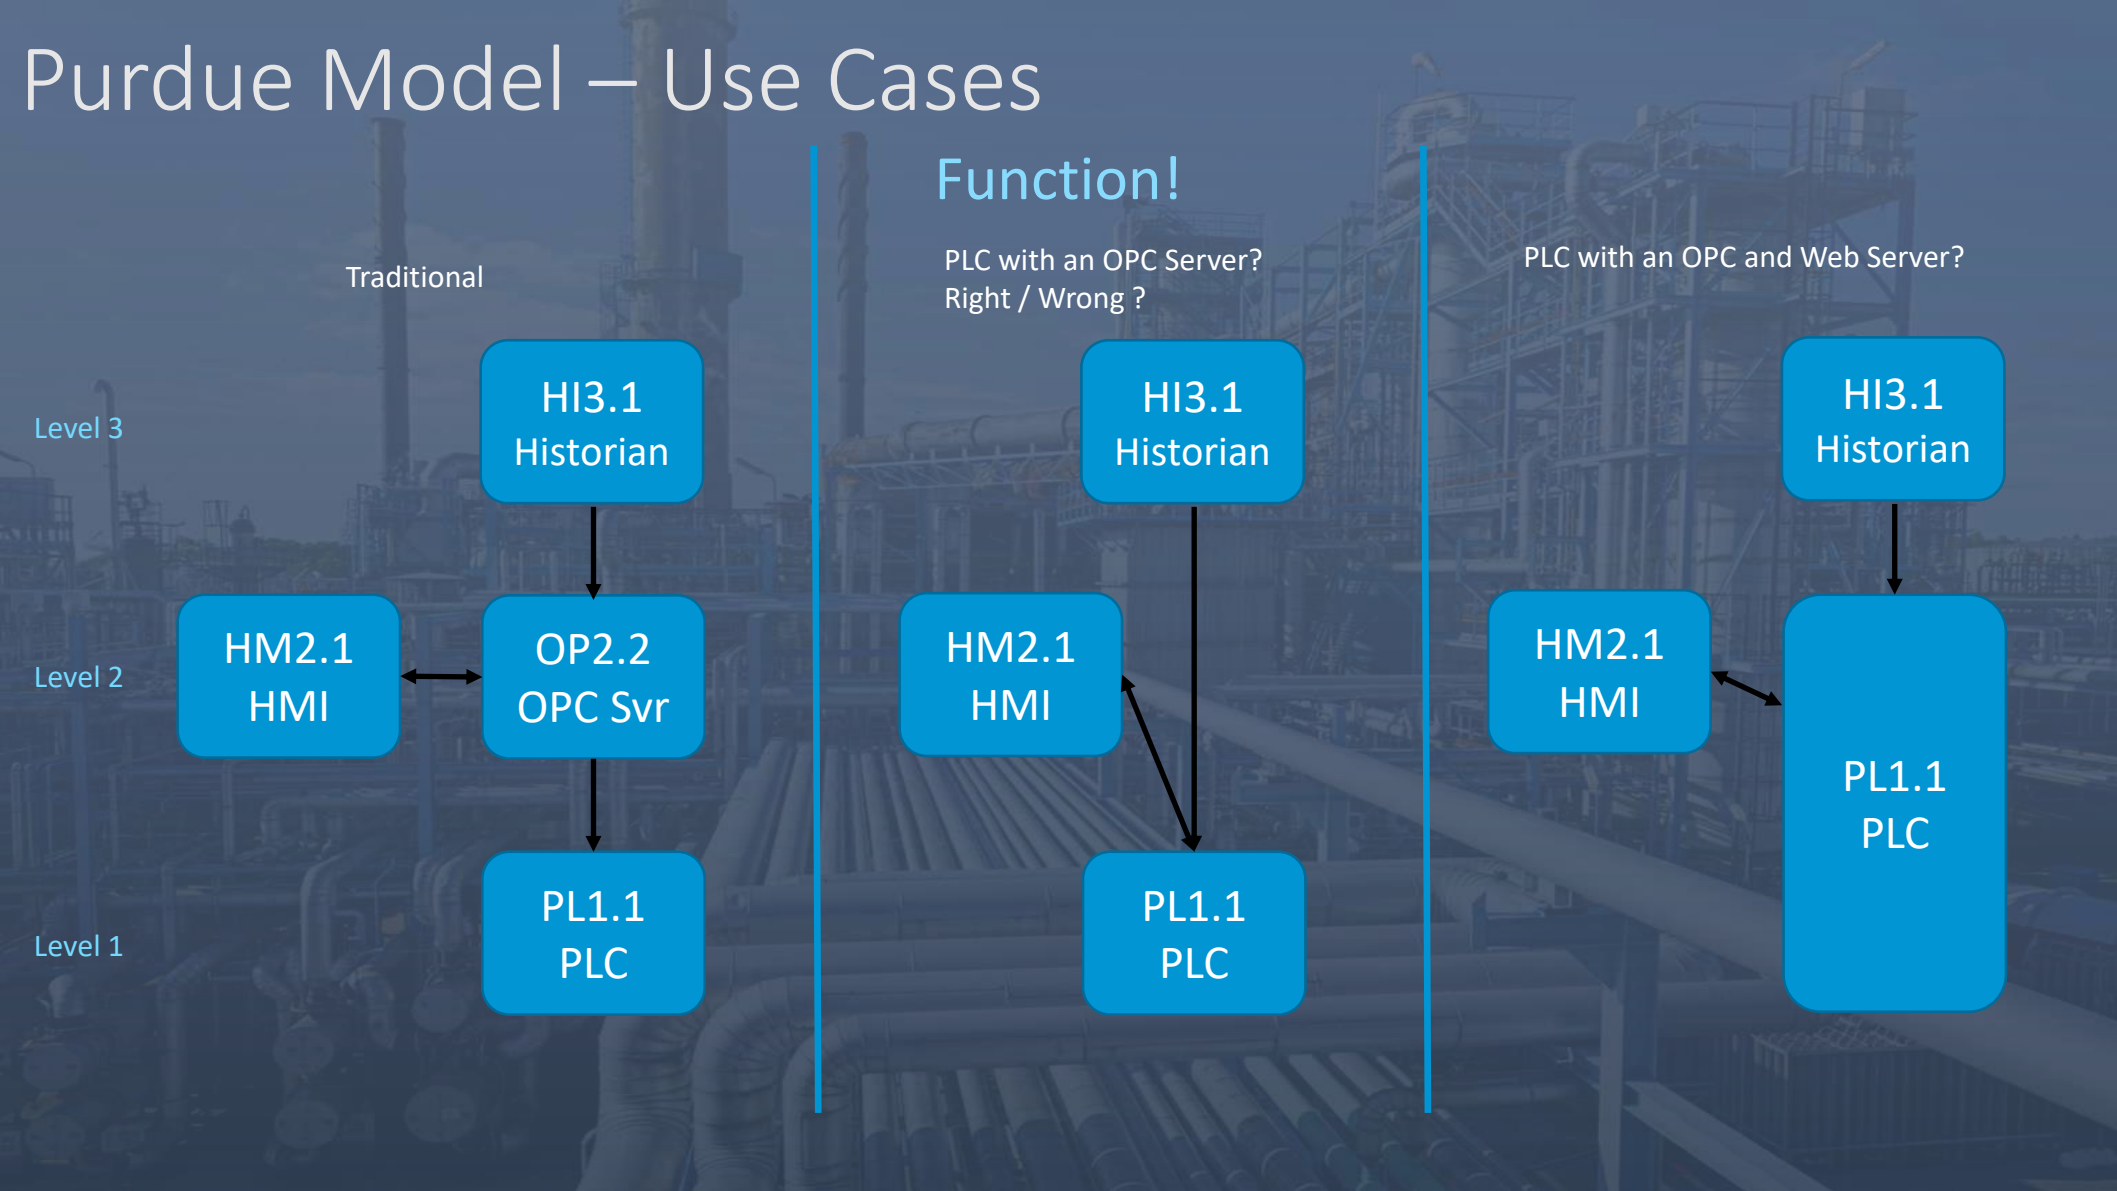 Purdue Model – Use Cases
Function!
Traditional
PLC with an OPC Server?
Right / Wrong ?
PLC with an OPC and Web Server?
Level 3
HI3.1
Historian
HI3.1
Historian
HI3.1
Historian
Level 2
HM2.1
HMI
OP2.2
OPC Svr
HM2.1
HMI
HM2.1
HMI
PL1.1
PLC
Level 1
PL1.1
PLC
PL1.1
PLC